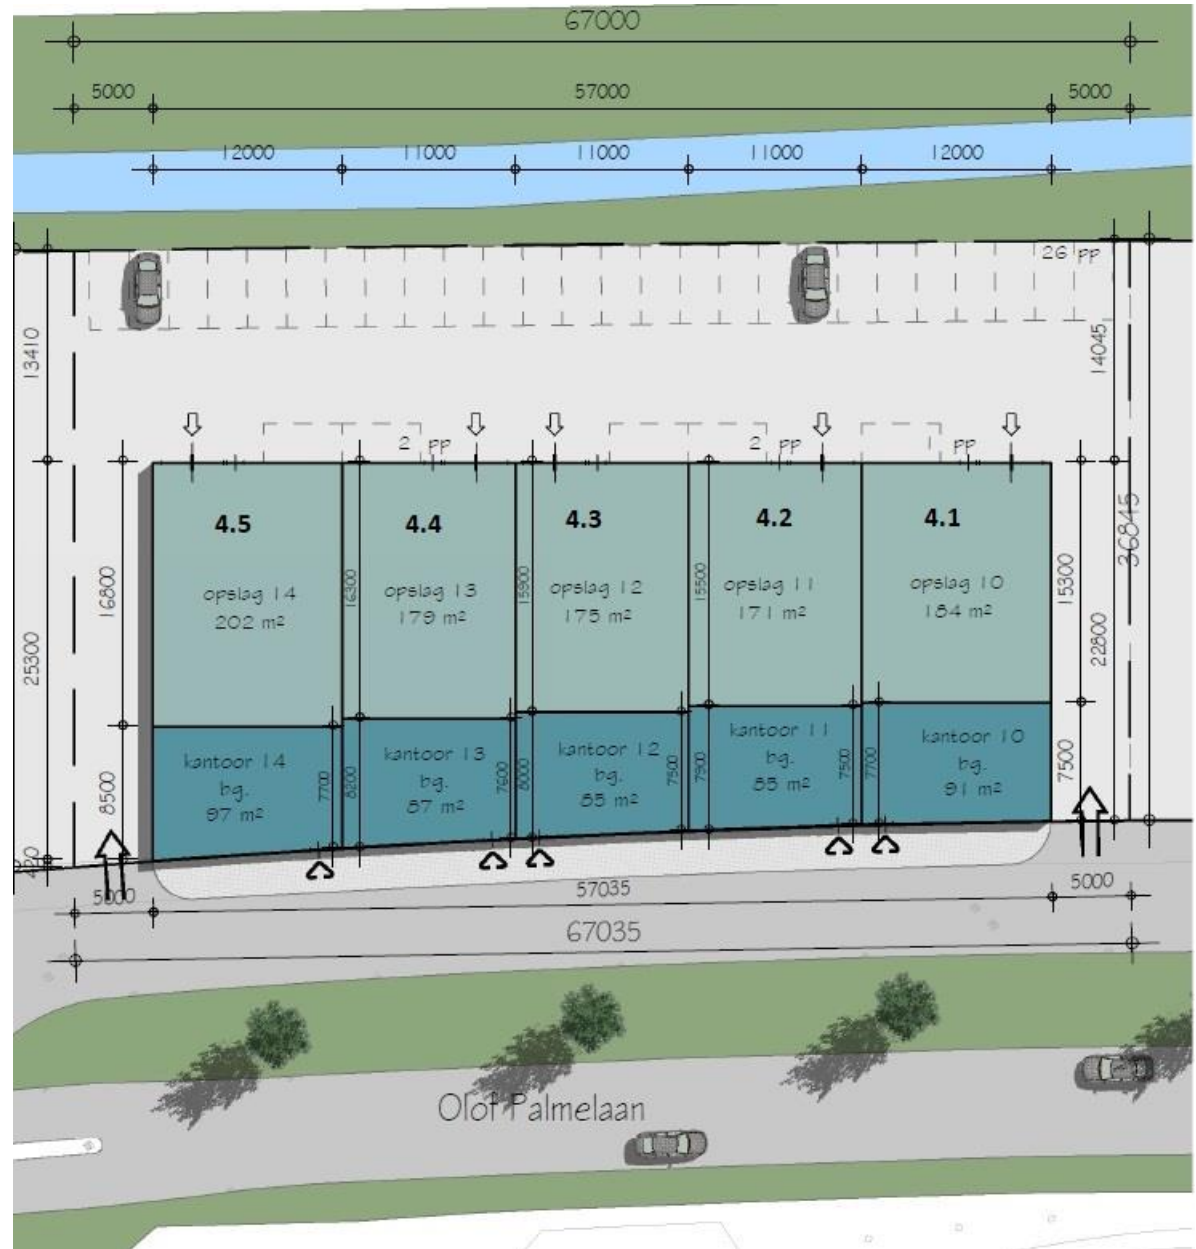 67000
5000 57000 5000
12000 11000 11000 11000 12000
26 pp
13410
14045
2 pp 2 pp pp
4.5 4.4 4.3 4.2 4.1
opslag 14
202 m²
opslag 13
179 m²
opslag 12
175 m²
opslag 11
171 m²
opslag 10
184 m²
16800
16300
15900
15500
15300
36845
25300
22800
kantoor 14
bg.
97 m²
kantoor 13
bg.
87 m²
kantoor 12
bg.
85 m²
kantoor 11
bg.
85 m²
kantoor 10
bg.
91 m²
8500
7700
8200
7600
8000
7500
7900
7500
7700
7500
5000 57035 5000
67035
Olof Palmelaan